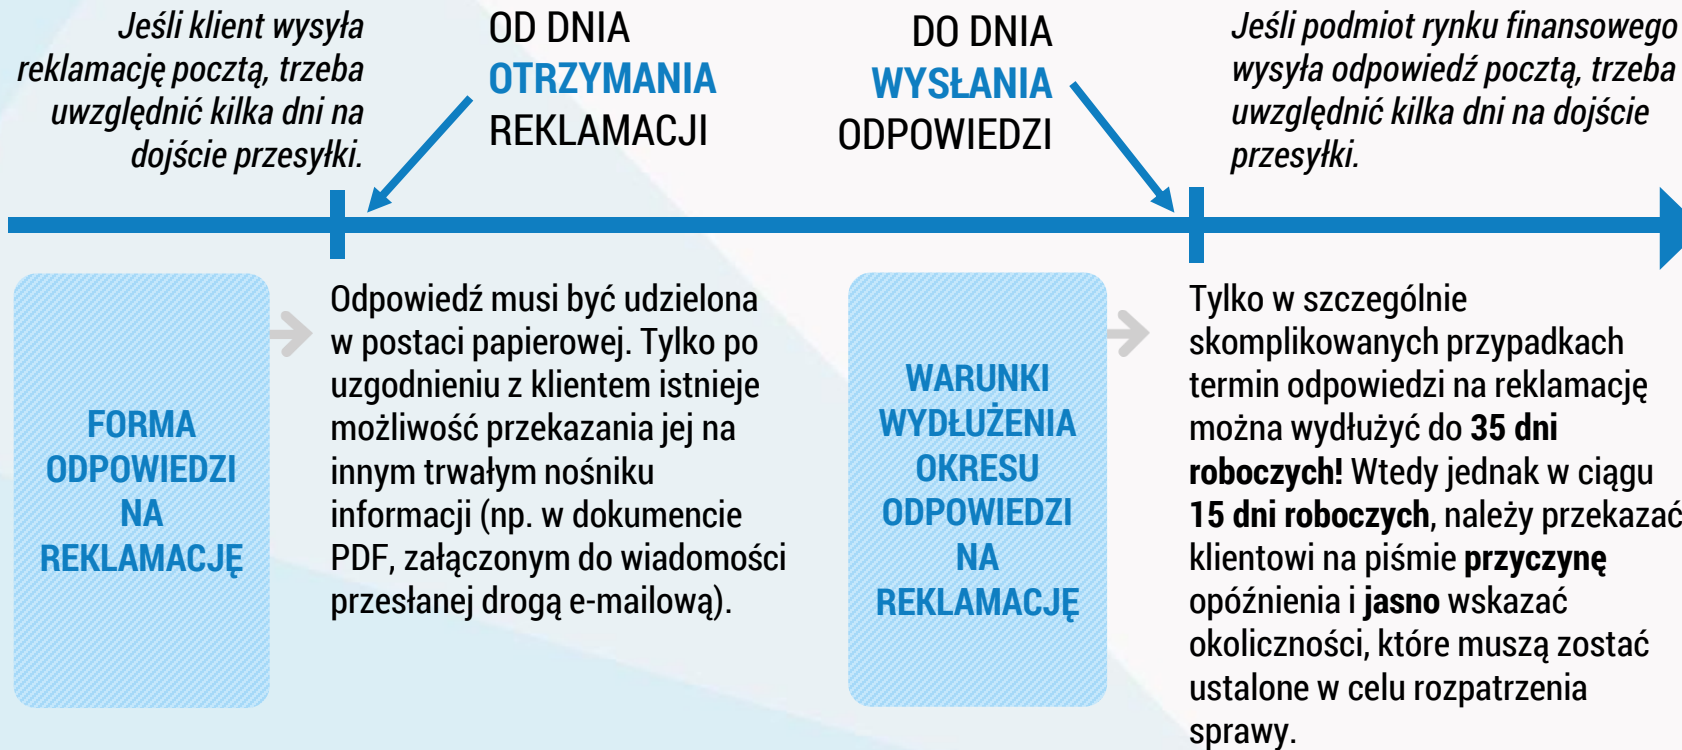 Jeśli klient wysyła
reklamację pocztą, trzeba
uwzględnić kilka dni na
dojście przesyłki.
OD DNIA
OTRZYMANIA
REKLAMACJI
DO DNIA
WYSŁANIA
ODPOWIEDZI
Jeśli podmiot rynku finansowego
wysyła odpowiedź pocztą, trzeba
uwzględnić kilka dni na dojście
przesyłki.
FORMA
ODPOWIEDZI
NA
REKLAMACJĘ
Odpowiedź musi być udzielona
w postaci papierowej. Tylko po
uzgodnieniu z klientem istnieje
możliwość przekazania jej na
innym trwałym nośniku
informacji (np. w dokumencie
PDF, załączonym do wiadomości
przesłanej drogą e-mailową).
WARUNKI
WYDŁUŻENIA
OKRESU
ODPOWIEDZI
NA
REKLAMACJĘ
Tylko w szczególnie
skomplikowanych przypadkach
termin odpowiedzi na reklamację
można wydłużyć do 35 dni
roboczych! Wtedy jednak w ciągu
15 dni roboczych, należy przekazać
klientowi na piśmie przyczynę
opóźnienia i jasno wskazać
okoliczności, które muszą zostać
ustalone w celu rozpatrzenia
sprawy.